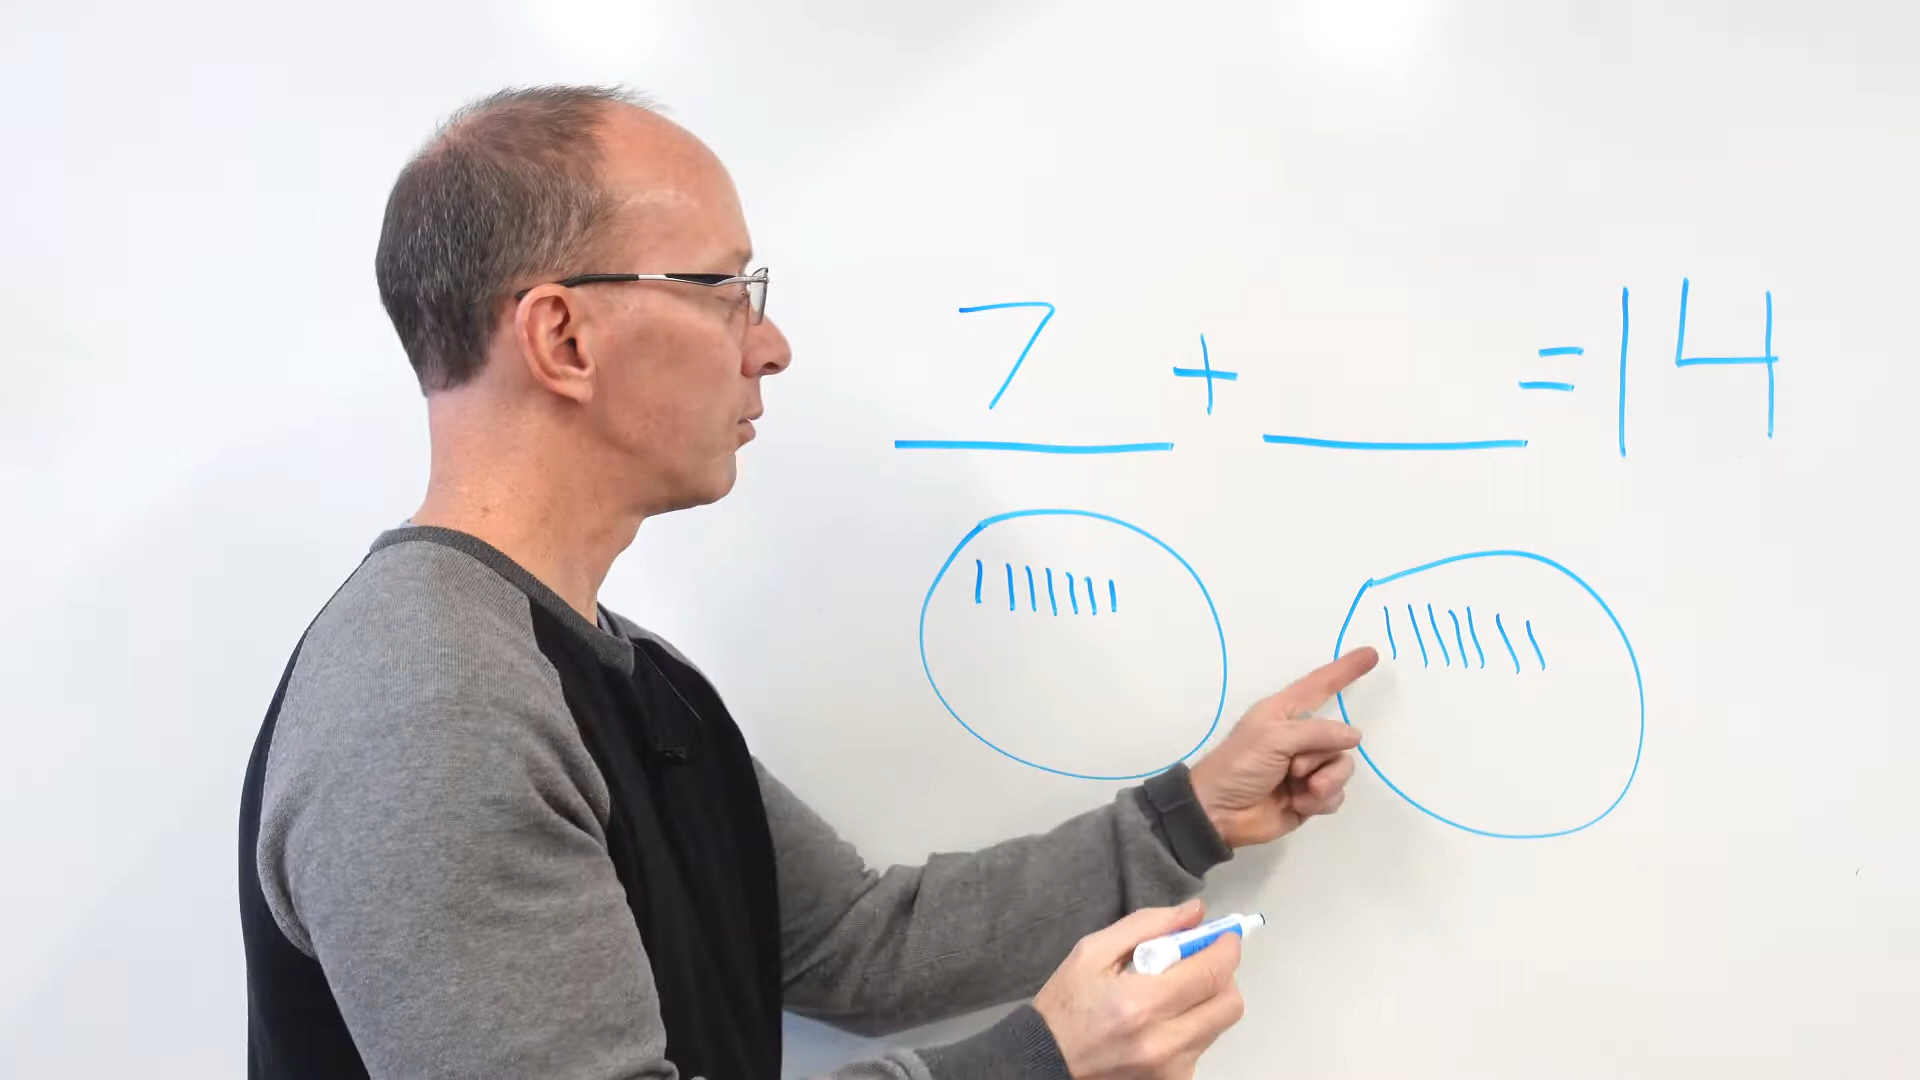 7 + ___ = 14